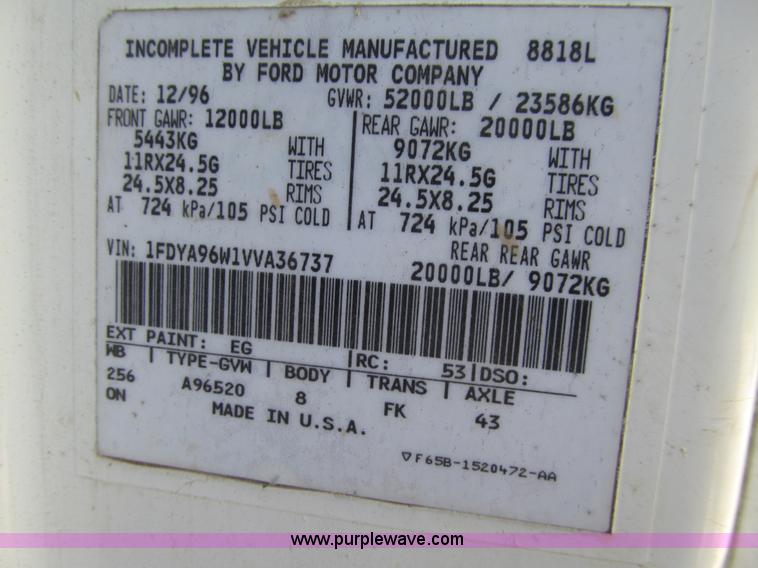 INCOMPLETE VEHICLE MANUFACTURED 8818L
BY FORD MOTOR COMPANY
DATE: 12/96 GVWR: 52000LB / 23586KG
FRONT GAWR: 12000LB REAR GAWR: 20000LB
5443KG WITH 9072KG WITH
11RX24.5G TIRES 11RX24.5G TIRES
24.5X8.25 RIMS 24.5X8.25 RIMS
AT 724 kPa/105 PSI COLD AT 724 kPa/105 PSI COLD
VIN: 1FDYA96W1VVA36737 REAR REAR GAWR
20000LB/ 9072KG
EXT PAINT: EG RC: 53 DSO:
WB TYPE-GVW BODY TRANS AXLE
256 A96520 8 FK 43
ON MADE IN U.S.A.
F65B-1520472-AA
www.purplewave.com